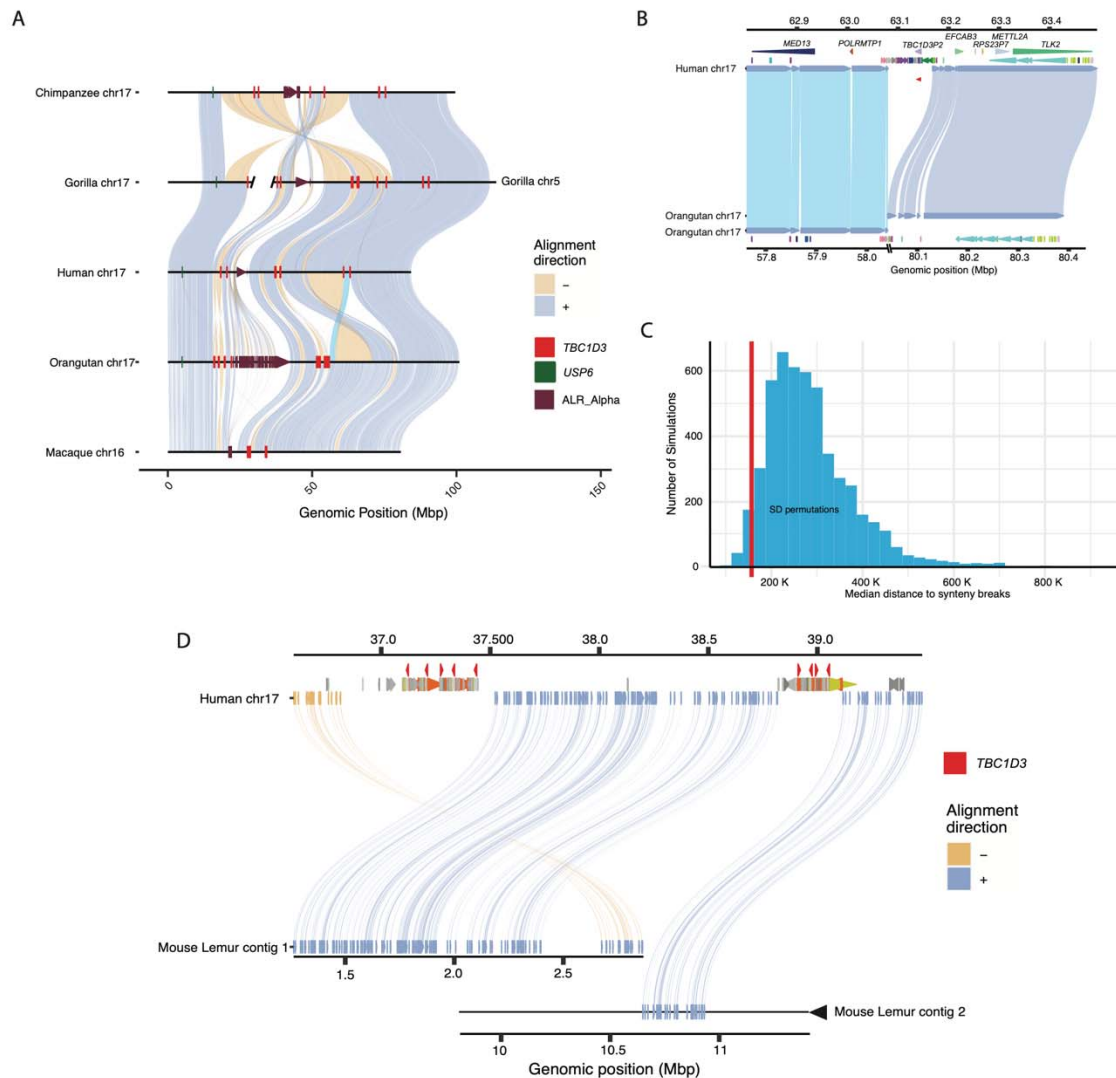 A
Chimpanzee chr17
Gorilla chr17
Gorilla chr5
Human chr17
Orangutan chr17
Macaque chr16
0
50
100
150
Genomic Position (Mbp)
Alignment
direction
−
+
TBC1D3
USP6
ALR_Alpha
B
62.9
63.0
63.1
63.2
63.3
63.4
MED13
POLRMTP1
TBC1D3P2
EFCAB3
RPS23P7
METTL2A
TLK2
Human chr17
Orangutan chr17
Orangutan chr17
57.8
57.9
58.0
80.1
80.2
80.3
80.4
Genomic position (Mbp)
C
600
400
200
0
Number of Simulations
SD permutations
200 K
400 K
600 K
800 K
Median distance to synteny breaks
D
37.0
37.500
38.0
38.5
39.0
Human chr17
TBC1D3
Alignment
direction
−
+
Mouse Lemur contig 1
1.5
2.0
2.5
Mouse Lemur contig 2
10
10.5
11
Genomic position (Mbp)